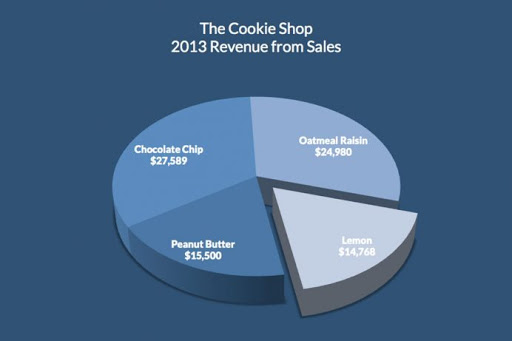 The Cookie Shop
2013 Revenue from Sales
Chocolate Chip
$27,589
Oatmeal Raisin
$24,980
Peanut Butter
$15,500
Lemon
$14,768